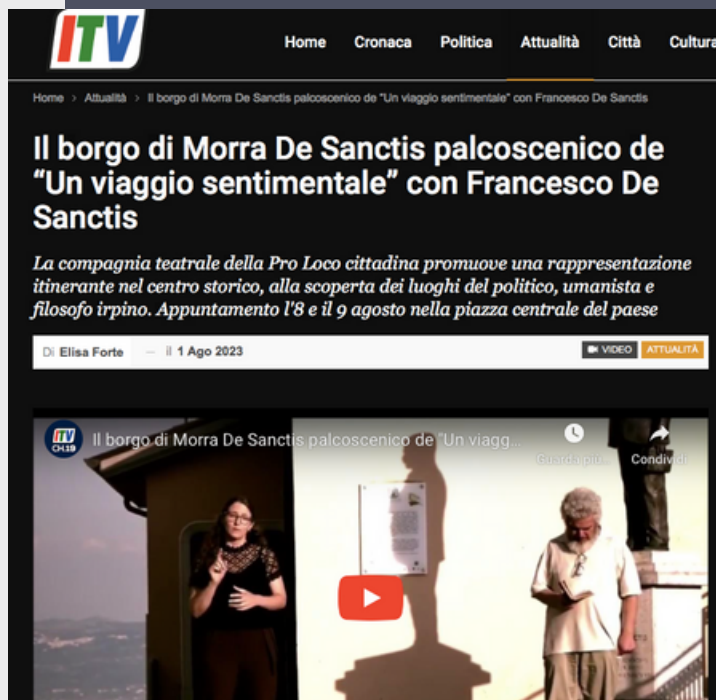 ITV
Home Cronaca Politica Attualità Città Cultura
Home > Attualità > Il borgo di Morra De Sanctis palcoscenico de "Un viaggio sentimentale" con Francesco De Sanctis
Il borgo di Morra De Sanctis palcoscenico de
“Un viaggio sentimentale” con Francesco De
Sanctis
La compagnia teatrale della Pro Loco cittadina promuove una rappresentazione
itinerante nel centro storico, alla scoperta dei luoghi del politico, umanista e
filosofo irpino. Appuntamento l'8 e il 9 agosto nella piazza centrale del paese
Di Elisa Forte — il 1 Ago 2023
VIDEO ATTUALITÀ
ITV
CH.19
Il borgo di Morra De Sanctis palcoscenico de "Un viagg...
Guarda più...
Condividi